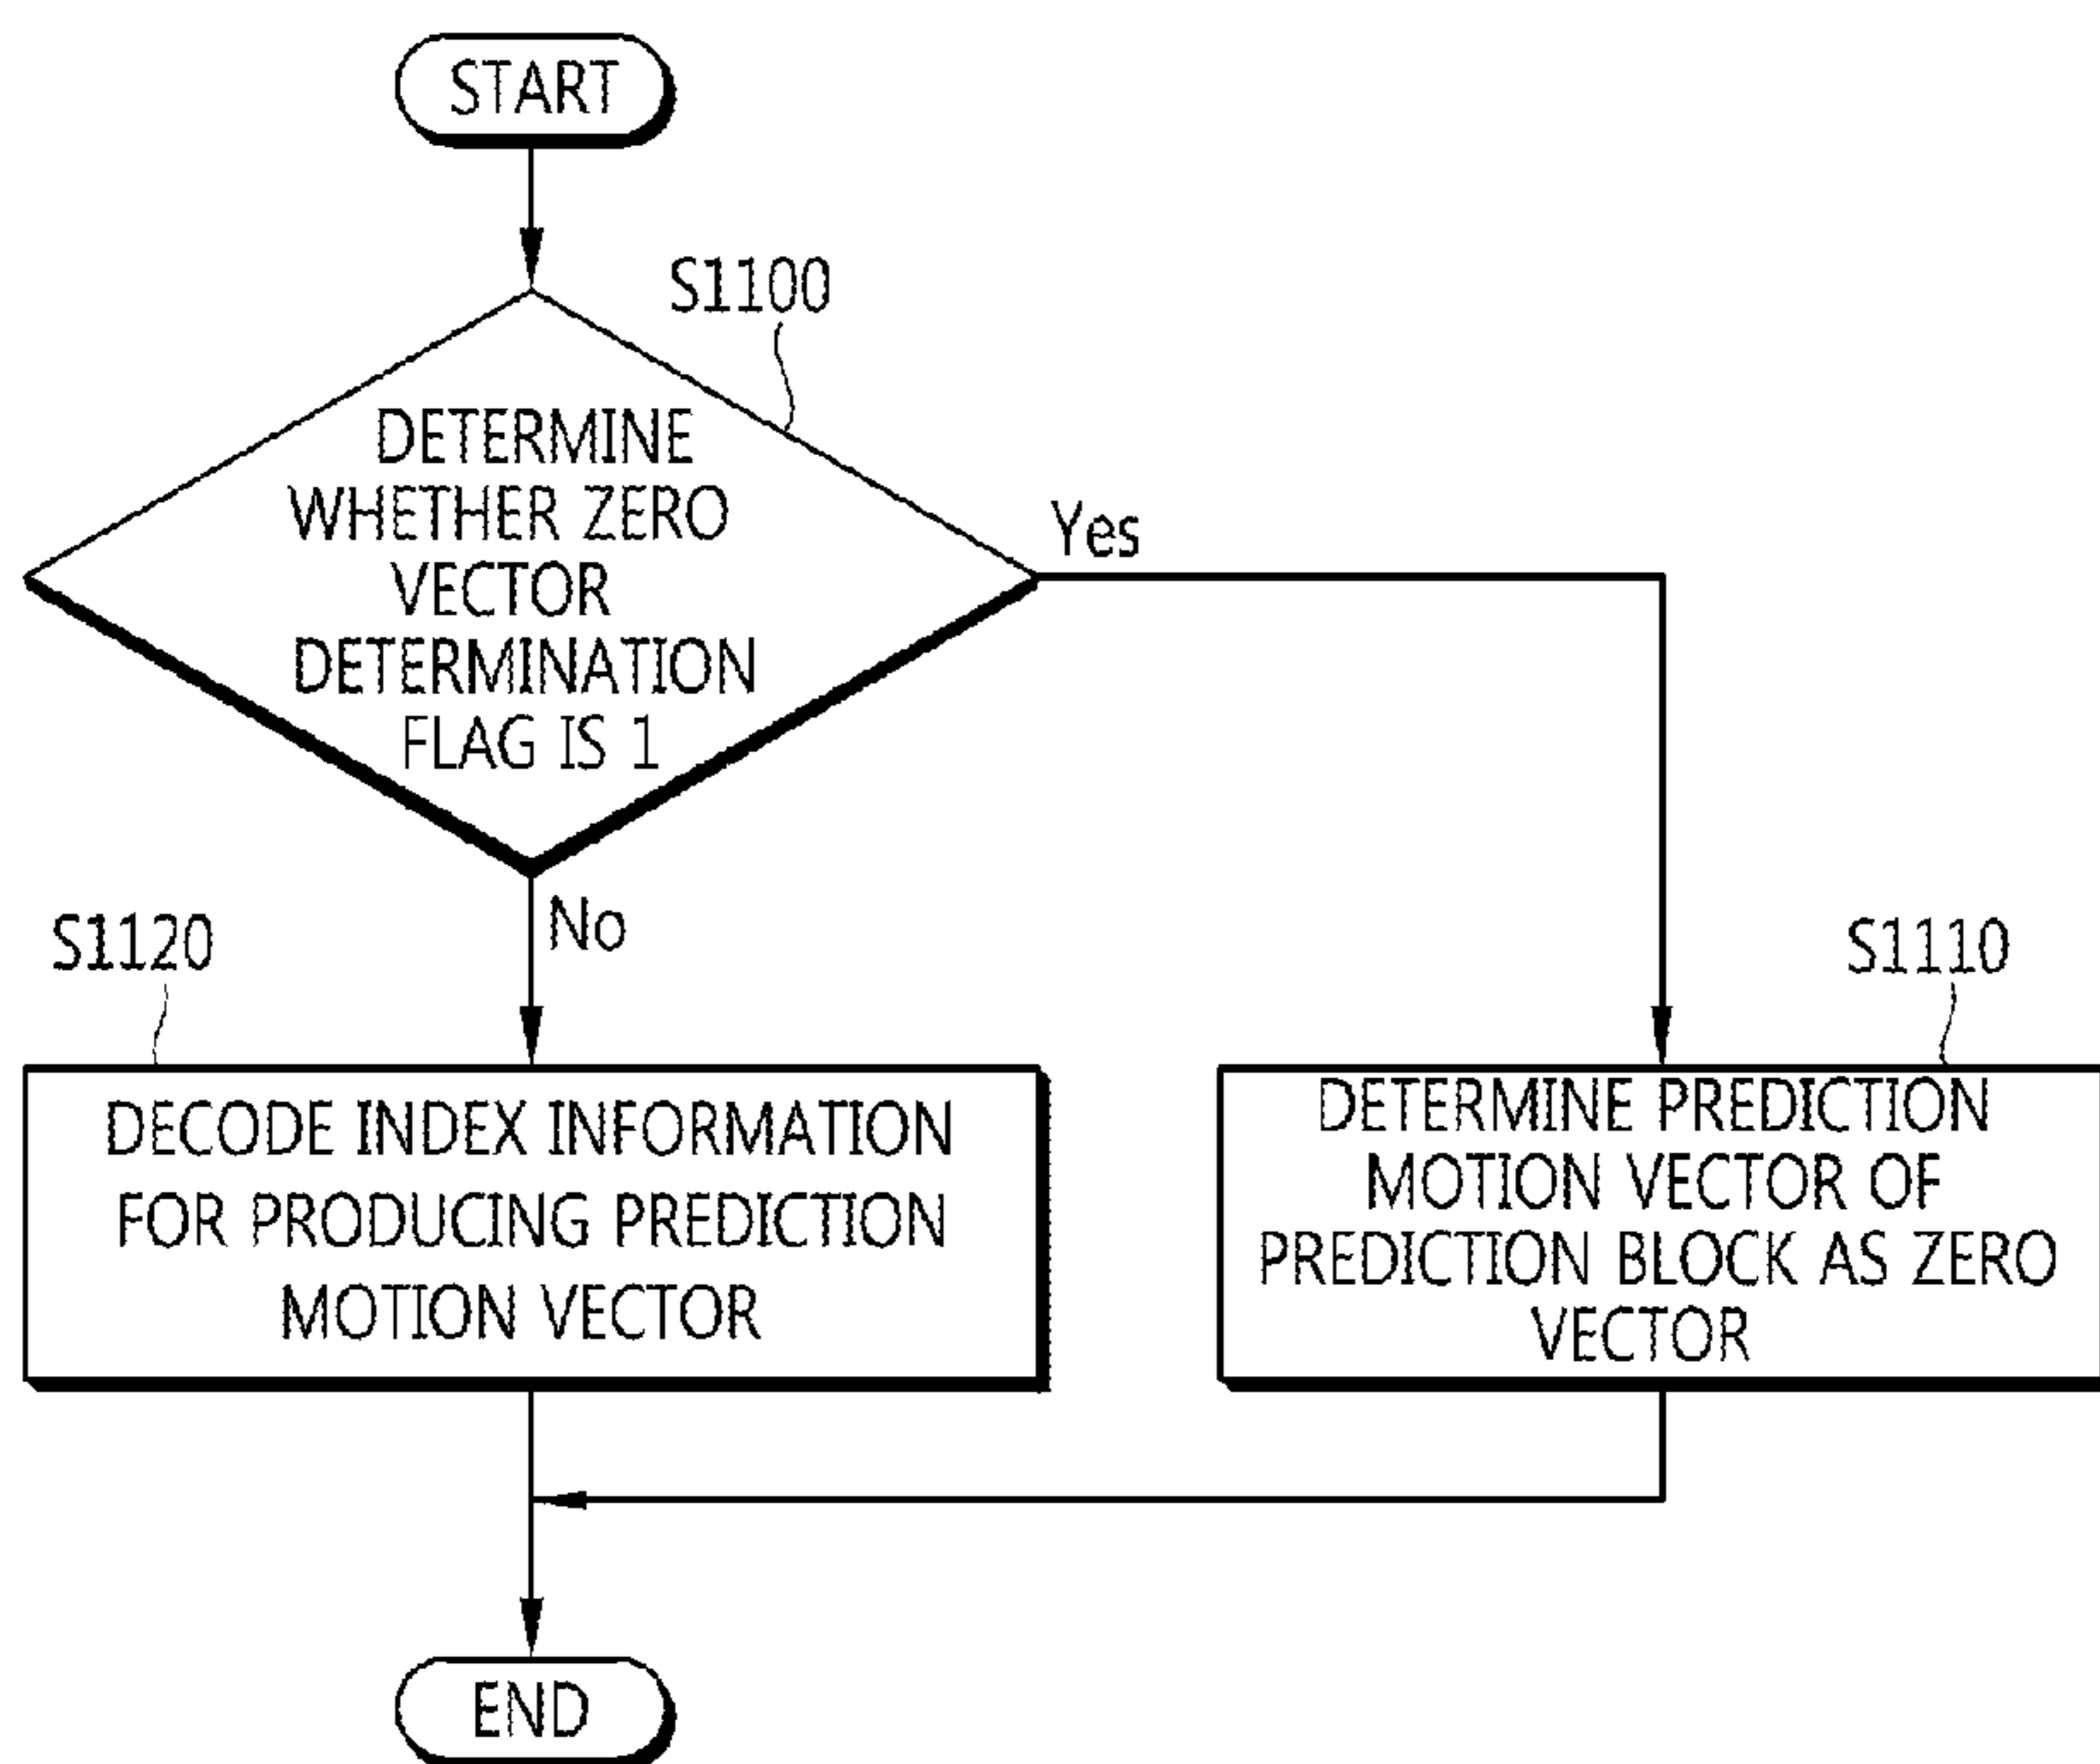 START
S1100
DETERMINE
WHETHER ZERO
VECTOR
DETERMINATION
FLAG IS 1
Yes
No
S1120
DECODE INDEX INFORMATION
FOR PRODUCING PREDICTION
MOTION VECTOR
S1110
DETERMINE PREDICTION
MOTION VECTOR OF
PREDICTION BLOCK AS ZERO
VECTOR
END